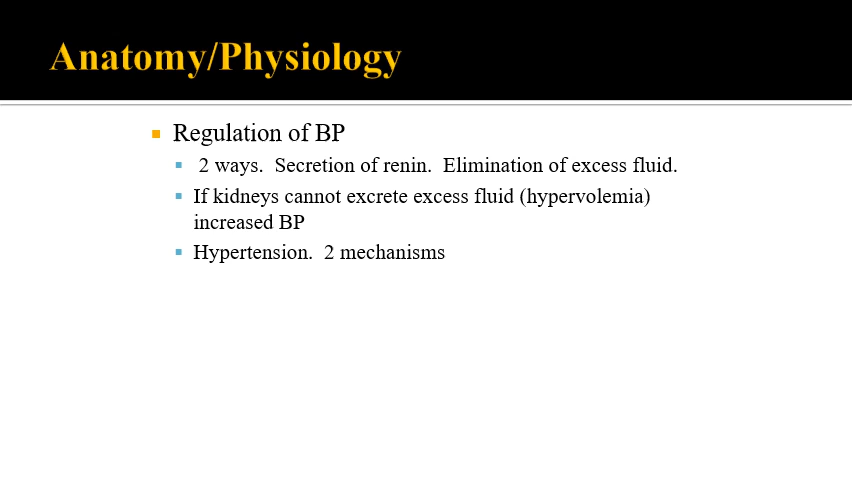 Anatomy/Physiology
Regulation of BP
2 ways.  Secretion of renin.  Elimination of excess fluid.
If kidneys cannot excrete excess fluid (hypervolemia)
increased BP
Hypertension.  2 mechanisms